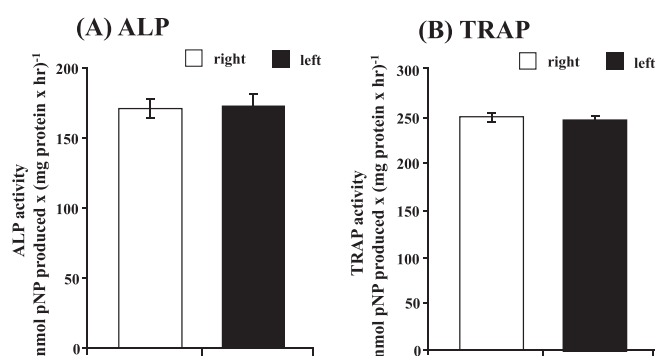 (A) ALP
right
left
ALP activity
nmol pNP produced x (mg protein x hr)⁻¹
200
150
100
50
0
(B) TRAP
right
left
TRAP activity
nmol pNP produced x (mg protein x hr)⁻¹
300
250
200
150
200
50
0